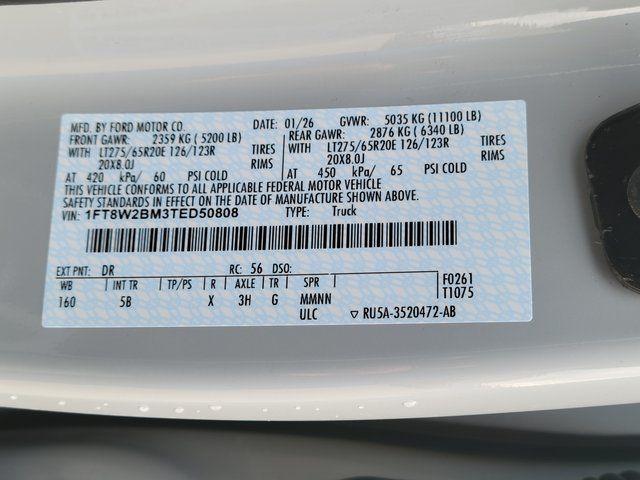 MFD. BY FORD MOTOR CO. DATE: 01/26 GVWR: 5035 KG (11100 LB)
FRONT GAWR: 2359 KG (5200 LB) REAR GAWR: 2876 KG (6340 LB)
WITH LT275/65R20E 126/123R TIRES WITH LT275/65R20E 126/123R TIRES
20X8.0J RIMS 20X8.0J RIMS
AT 420 kPa/ 60 PSI COLD AT 450 kPa/ 65 PSI COLD
THIS VEHICLE CONFORMS TO ALL APPLICABLE FEDERAL MOTOR VEHICLE
SAFETY STANDARDS IN EFFECT ON THE DATE OF MANUFACTURE SHOWN ABOVE.
VIN: 1FT8W2BM3TED50808 TYPE: Truck
EXT PNT: DR RC: 56 DSO:
WB INT TR TP/PS R AXLE TR SPR F0261
160 5B X 3H G MMNN T1075
ULC ▽ RU5A-3520472-AB